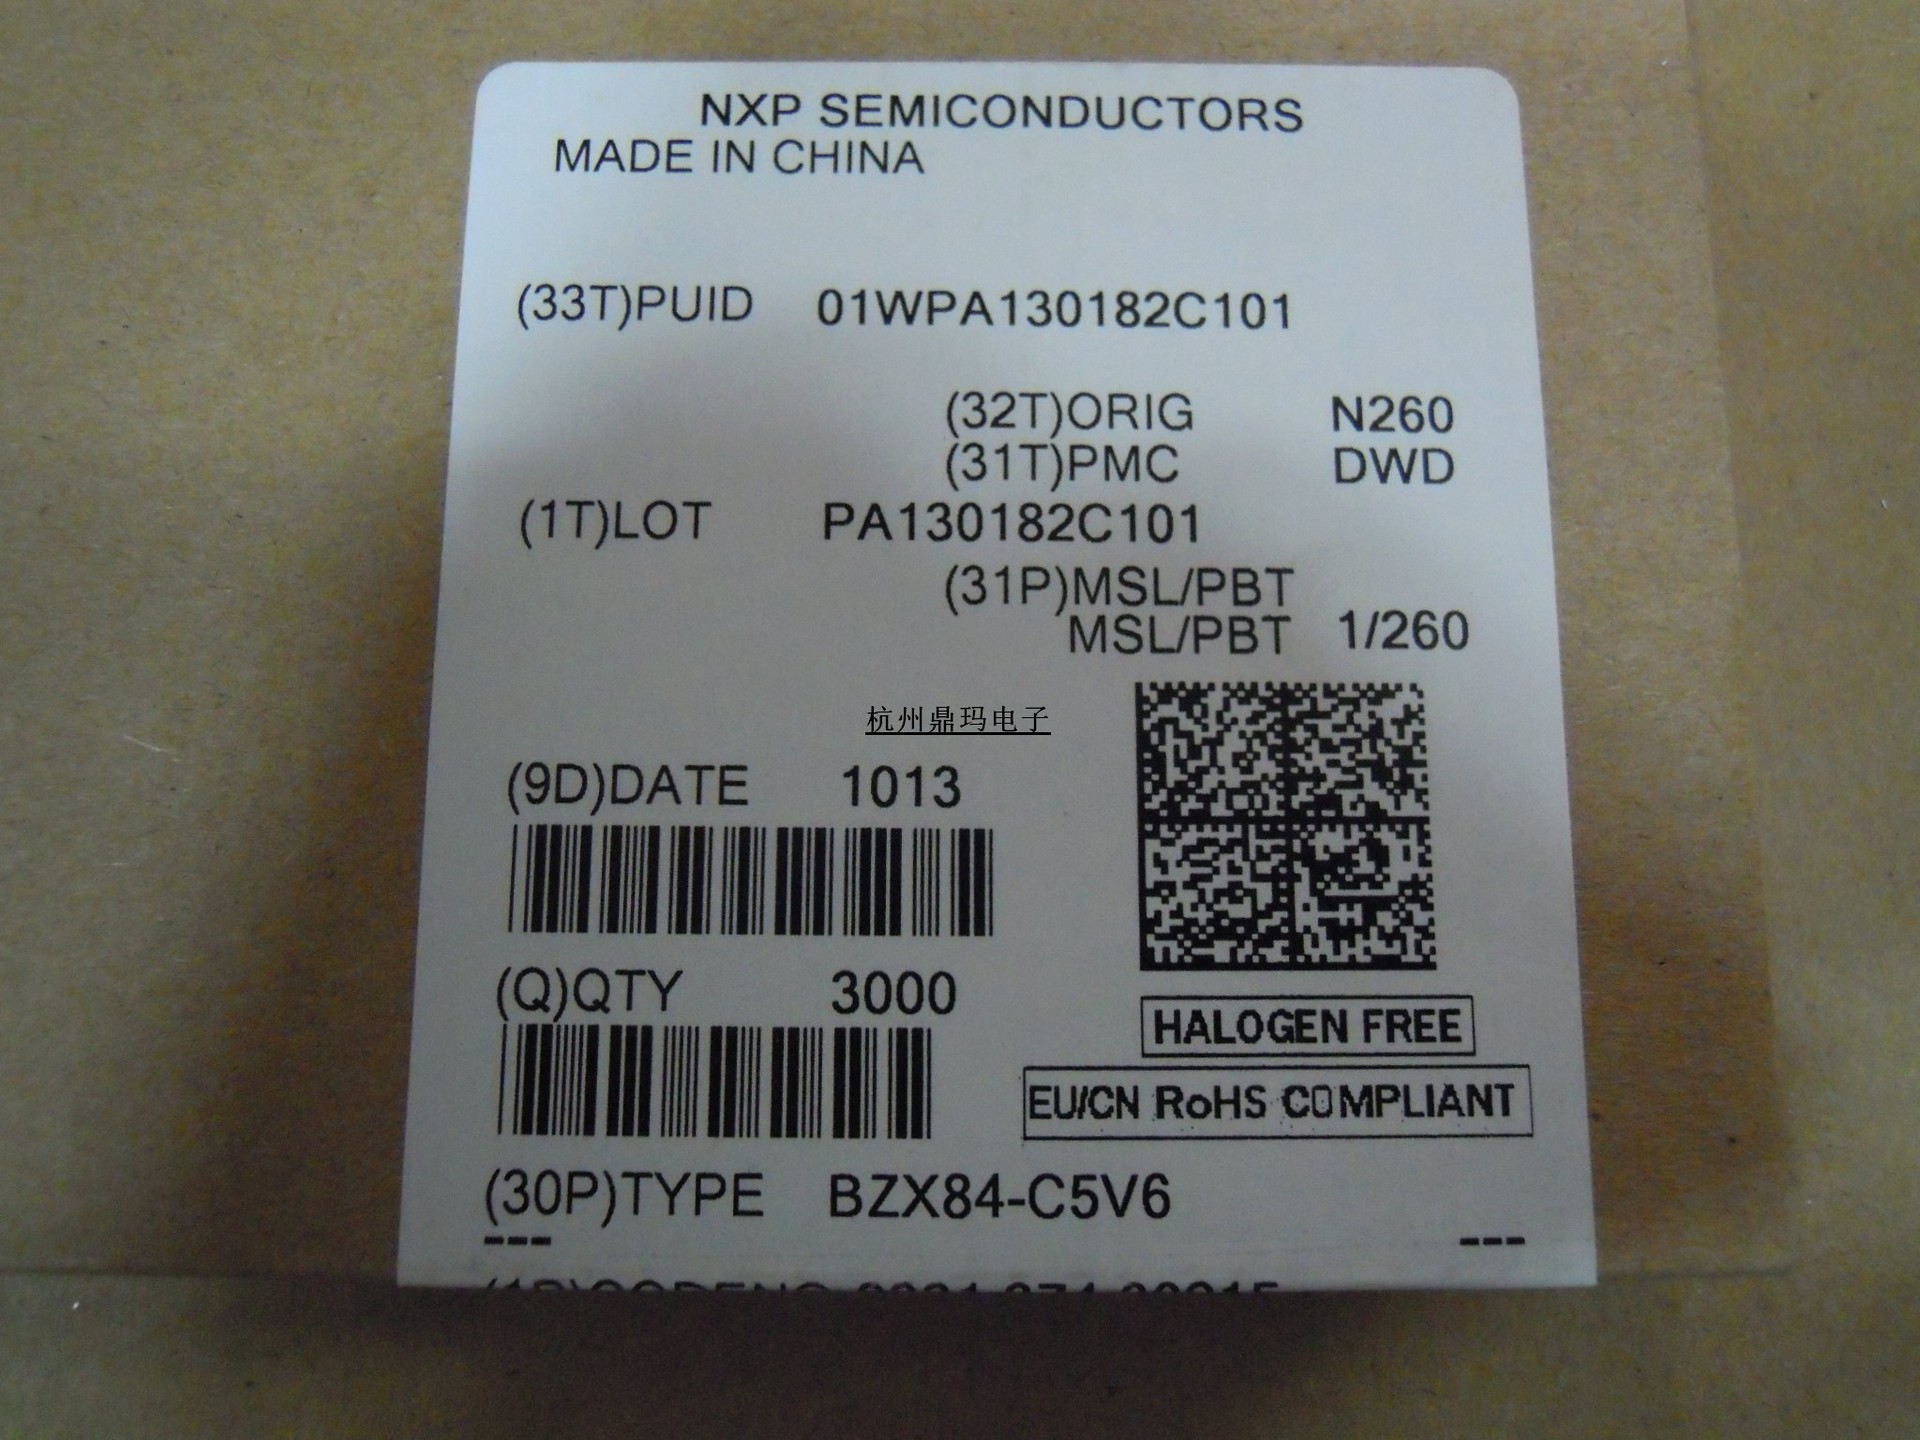 NXP SEMICONDUCTORS
MADE IN CHINA
(33T)PUID 01WPA130182C101
(32T)ORIG N260
(31T)PMC DWD
(1T)LOT PA130182C101
(31P)MSL/PBT
MSL/PBT 1/260
杭州鼎玛电子
(9D)DATE 1013
(Q)QTY 3000
HALOGEN FREE
EU/CN RoHS COMPLIANT
(30P)TYPE BZX84-C5V6
--- ---